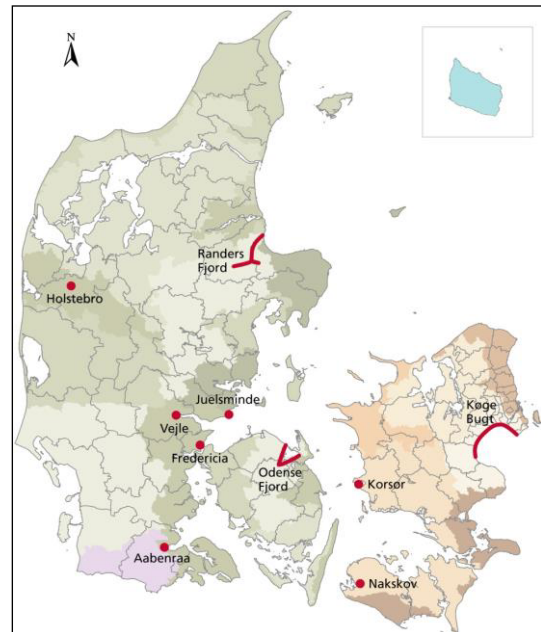 N
Randers
Fjord
Holstebro
Juelsminde
Køge
Bugt
Vejle
Fredericia
Odense
Fjord
Korsør
Aabenraa
Nakskov